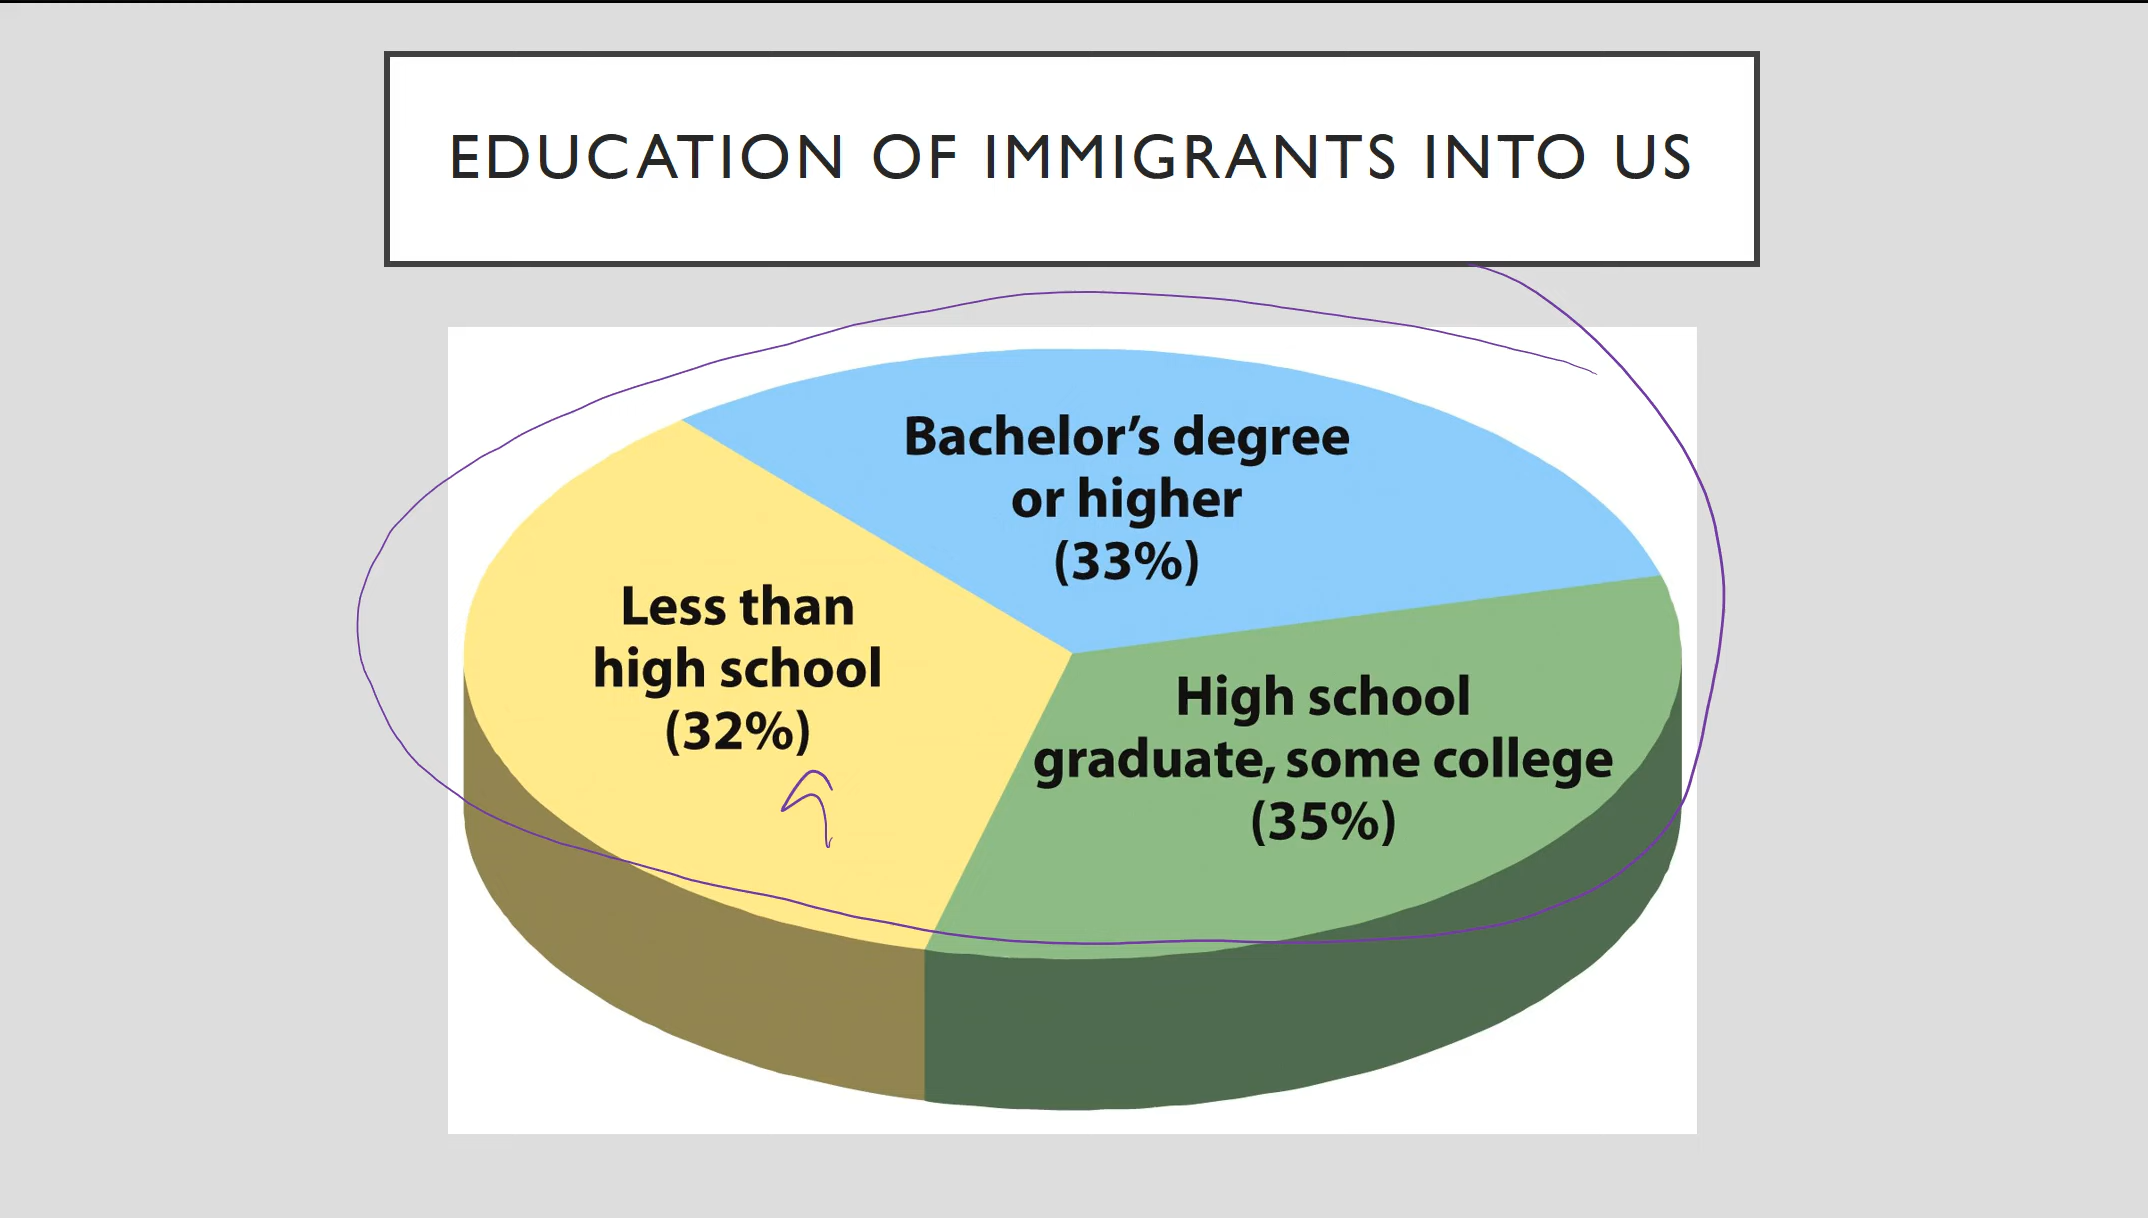 EDUCATION OF IMMIGRANTS INTO US
Bachelor’s degree
or higher
(33%)
Less than
high school
(32%)
High school
graduate, some college
(35%)